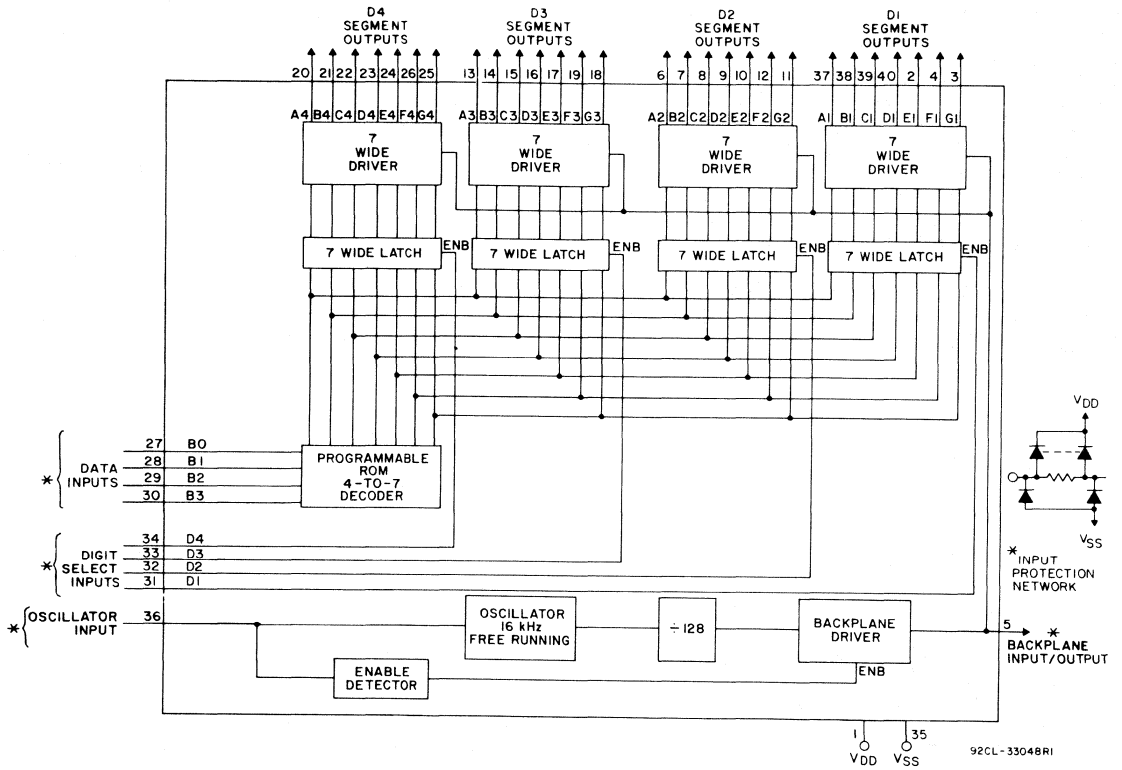 D4 SEGMENT OUTPUTS
D3 SEGMENT OUTPUTS
D2 SEGMENT OUTPUTS
D1 SEGMENT OUTPUTS
20 21 22 23 24 26 25
13 14 15 16 17 19 18
6 7 8 9 10 12 11
37 38 39 40 2 4 3
A4 B4 C4 D4 E4 F4 G4
A3 B3 C3 D3 E3 F3 G3
A2 B2 C2 D2 E2 F2 G2
A1 B1 C1 D1 E1 F1 G1
7 WIDE DRIVER
7 WIDE DRIVER
7 WIDE DRIVER
7 WIDE DRIVER
7 WIDE LATCH ENB
7 WIDE LATCH ENB
7 WIDE LATCH ENB
7 WIDE LATCH ENB
* DATA INPUTS
27 B0
28 B1
29 B2
30 B3
PROGRAMMABLE ROM 4-TO-7 DECODER
* DIGIT SELECT INPUTS
34 D4
33 D3
32 D2
31 D1
* OSCILLATOR INPUT
36
OSCILLATOR 16 kHz FREE RUNNING
÷128
BACKPLANE DRIVER
ENB
ENABLE DETECTOR
5 *
BACKPLANE INPUT/OUTPUT
VDD
VSS
* INPUT PROTECTION NETWORK
1 VDD
35 VSS
92CL-33048R1